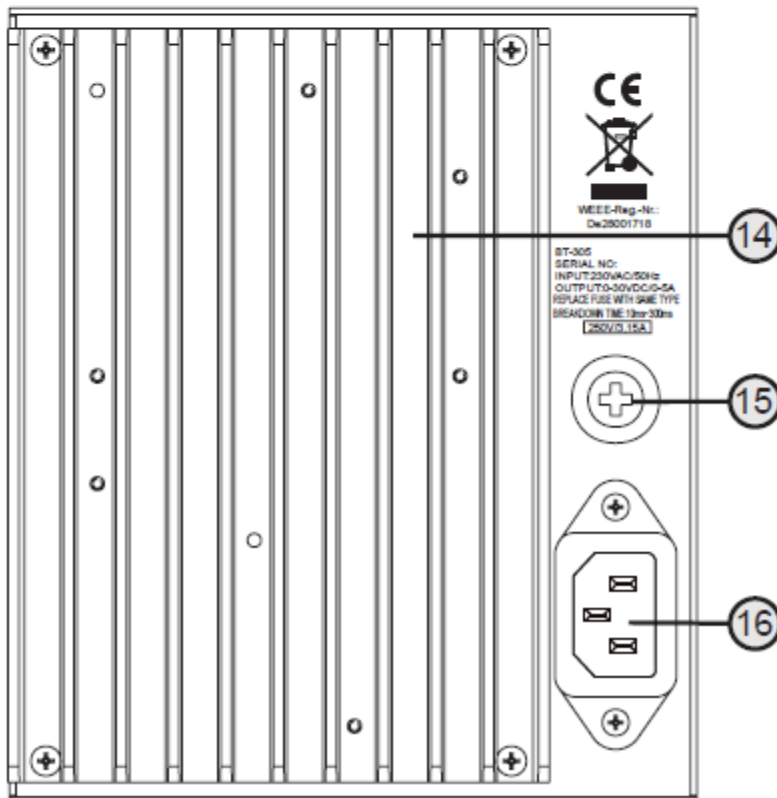 CE
WEEE-Reg.-Nr.:
De28001718
14
BT-305
SERIAL NO:
INPUT:230VAC/50Hz
OUTPUT:0-30VDC/0-5A
REPLACE FUSE WITH SAME TYPE
BREAKDOWN TIME:10ms-300ms
250V/3.15A
15
16